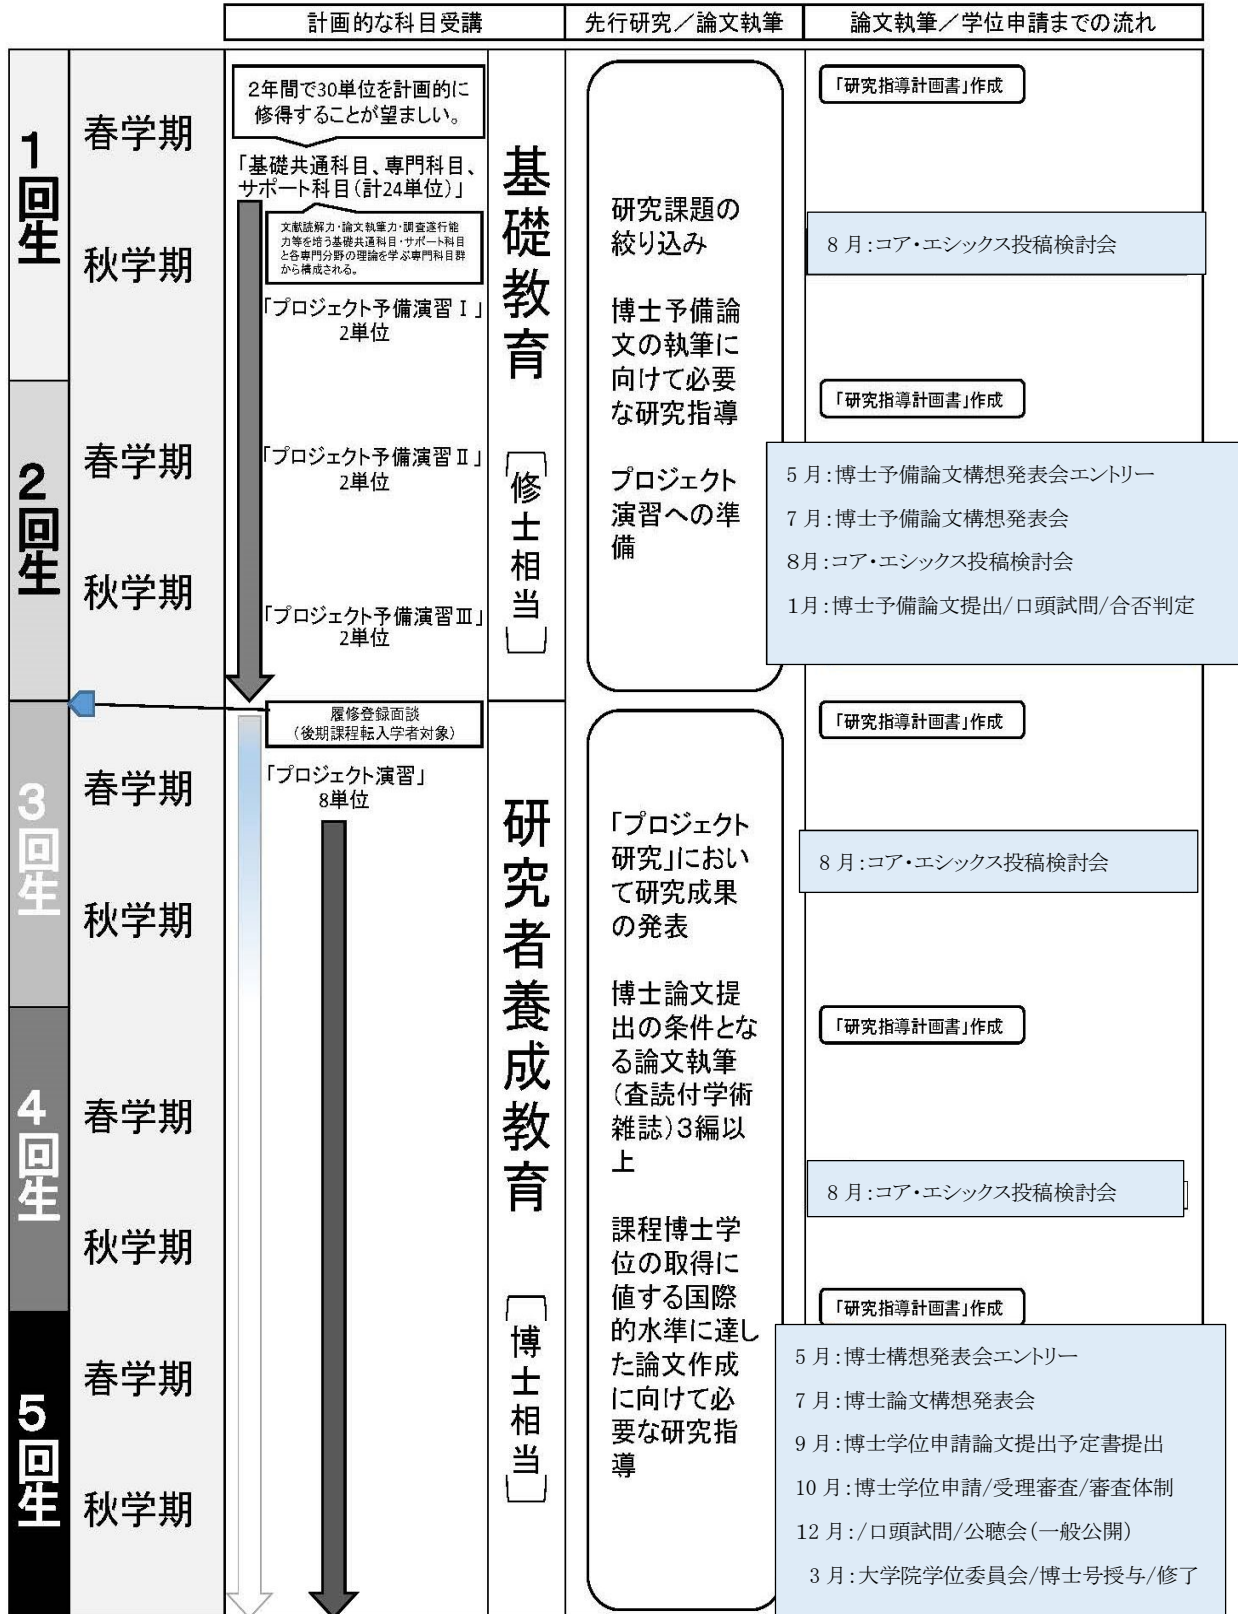 計画的な科目受講
先行研究／論文執筆
論文執筆／学位申請までの流れ
1回生
春学期
秋学期
2年間で30単位を計画的に
修得することが望ましい。
「基礎共通科目、専門科目、
サポート科目(計24単位)」
文献読解力・論文執筆力・調査遂行能
力等を培う基礎共通科目・サポート科目
と各専門分野の理論を学ぶ専門科目群
から構成される。
「プロジェクト予備演習Ⅰ」
2単位
2回生
春学期
秋学期
「プロジェクト予備演習Ⅱ」
2単位
「プロジェクト予備演習Ⅲ」
2単位
基礎教育
［修士相当］
研究課題の
絞り込み
博士予備論
文の執筆に
向けて必要
な研究指導
プロジェクト
演習への準
備
「研究指導計画書」作成
8月：コア・エシックス投稿検討会
「研究指導計画書」作成
5月：博士予備論文構想発表会エントリー
7月：博士予備論文構想発表会
8月：コア・エシックス投稿検討会
1月：博士予備論文提出/口頭試問/合否判定
3回生
春学期
秋学期
履修登録面談
(後期課程転入学者対象)
「プロジェクト演習」
8単位
4回生
春学期
秋学期
5回生
春学期
秋学期
研究者養成教育
［博士相当］
「プロジェクト
研究」におい
て研究成果
の発表
博士論文提
出の条件とな
る論文執筆
(査読付学術
雑誌)3編以
上
課程博士学
位の取得に
値する国際
的水準に達し
た論文作成
に向けて必
要な研究指
導
「研究指導計画書」作成
8月：コア・エシックス投稿検討会
「研究指導計画書」作成
8月：コア・エシックス投稿検討会
「研究指導計画書」作成
5月：博士構想発表会エントリー
7月：博士論文構想発表会
9月：博士学位申請論文提出予定書提出
10月：博士学位申請/受理審査/審査体制
12月：/口頭試問/公聴会(一般公開)
3月：大学院学位委員会/博士号授与/修了